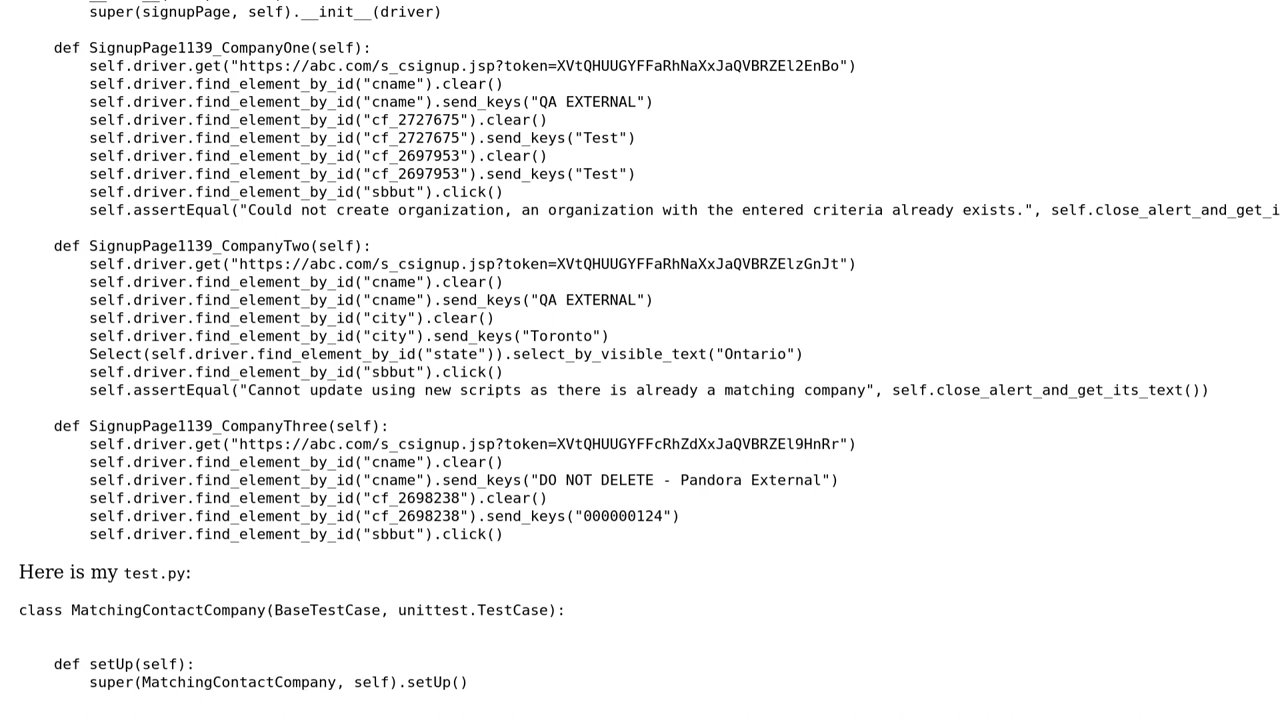 super(signupPage, self).__init__(driver)
def SignupPage1139_CompanyOne(self):
self.driver.get("https://abc.com/s_csignup.jsp?token=XVtQHUUGYFFaRhNaXxJaQVBRZEl2EnBo")
self.driver.find_element_by_id("cname").clear()
self.driver.find_element_by_id("cname").send_keys("QA EXTERNAL")
self.driver.find_element_by_id("cf_2727675").clear()
self.driver.find_element_by_id("cf_2727675").send_keys("Test")
self.driver.find_element_by_id("cf_2697953").clear()
self.driver.find_element_by_id("cf_2697953").send_keys("Test")
self.driver.find_element_by_id("sbbut").click()
self.assertEqual("Could not create organization, an organization with the entered criteria already exists.", self.close_alert_and_get_i
def SignupPage1139_CompanyTwo(self):
self.driver.get("https://abc.com/s_csignup.jsp?token=XVtQHUUGYFFaRhNaXxJaQVBRZElzGnJt")
self.driver.find_element_by_id("cname").clear()
self.driver.find_element_by_id("cname").send_keys("QA EXTERNAL")
self.driver.find_element_by_id("city").clear()
self.driver.find_element_by_id("city").send_keys("Toronto")
Select(self.driver.find_element_by_id("state")).select_by_visible_text("Ontario")
self.driver.find_element_by_id("sbbut").click()
self.assertEqual("Cannot update using new scripts as there is already a matching company", self.close_alert_and_get_its_text())
def SignupPage1139_CompanyThree(self):
self.driver.get("https://abc.com/s_csignup.jsp?token=XVtQHUUGYFFcRhZdXxJaQVBRZEl9HnRr")
self.driver.find_element_by_id("cname").clear()
self.driver.find_element_by_id("cname").send_keys("DO NOT DELETE - Pandora External")
self.driver.find_element_by_id("cf_2698238").clear()
self.driver.find_element_by_id("cf_2698238").send_keys("000000124")
self.driver.find_element_by_id("sbbut").click()
Here is my test.py:
class MatchingContactCompany(BaseTestCase, unittest.TestCase):
def setUp(self):
super(MatchingContactCompany, self).setUp()